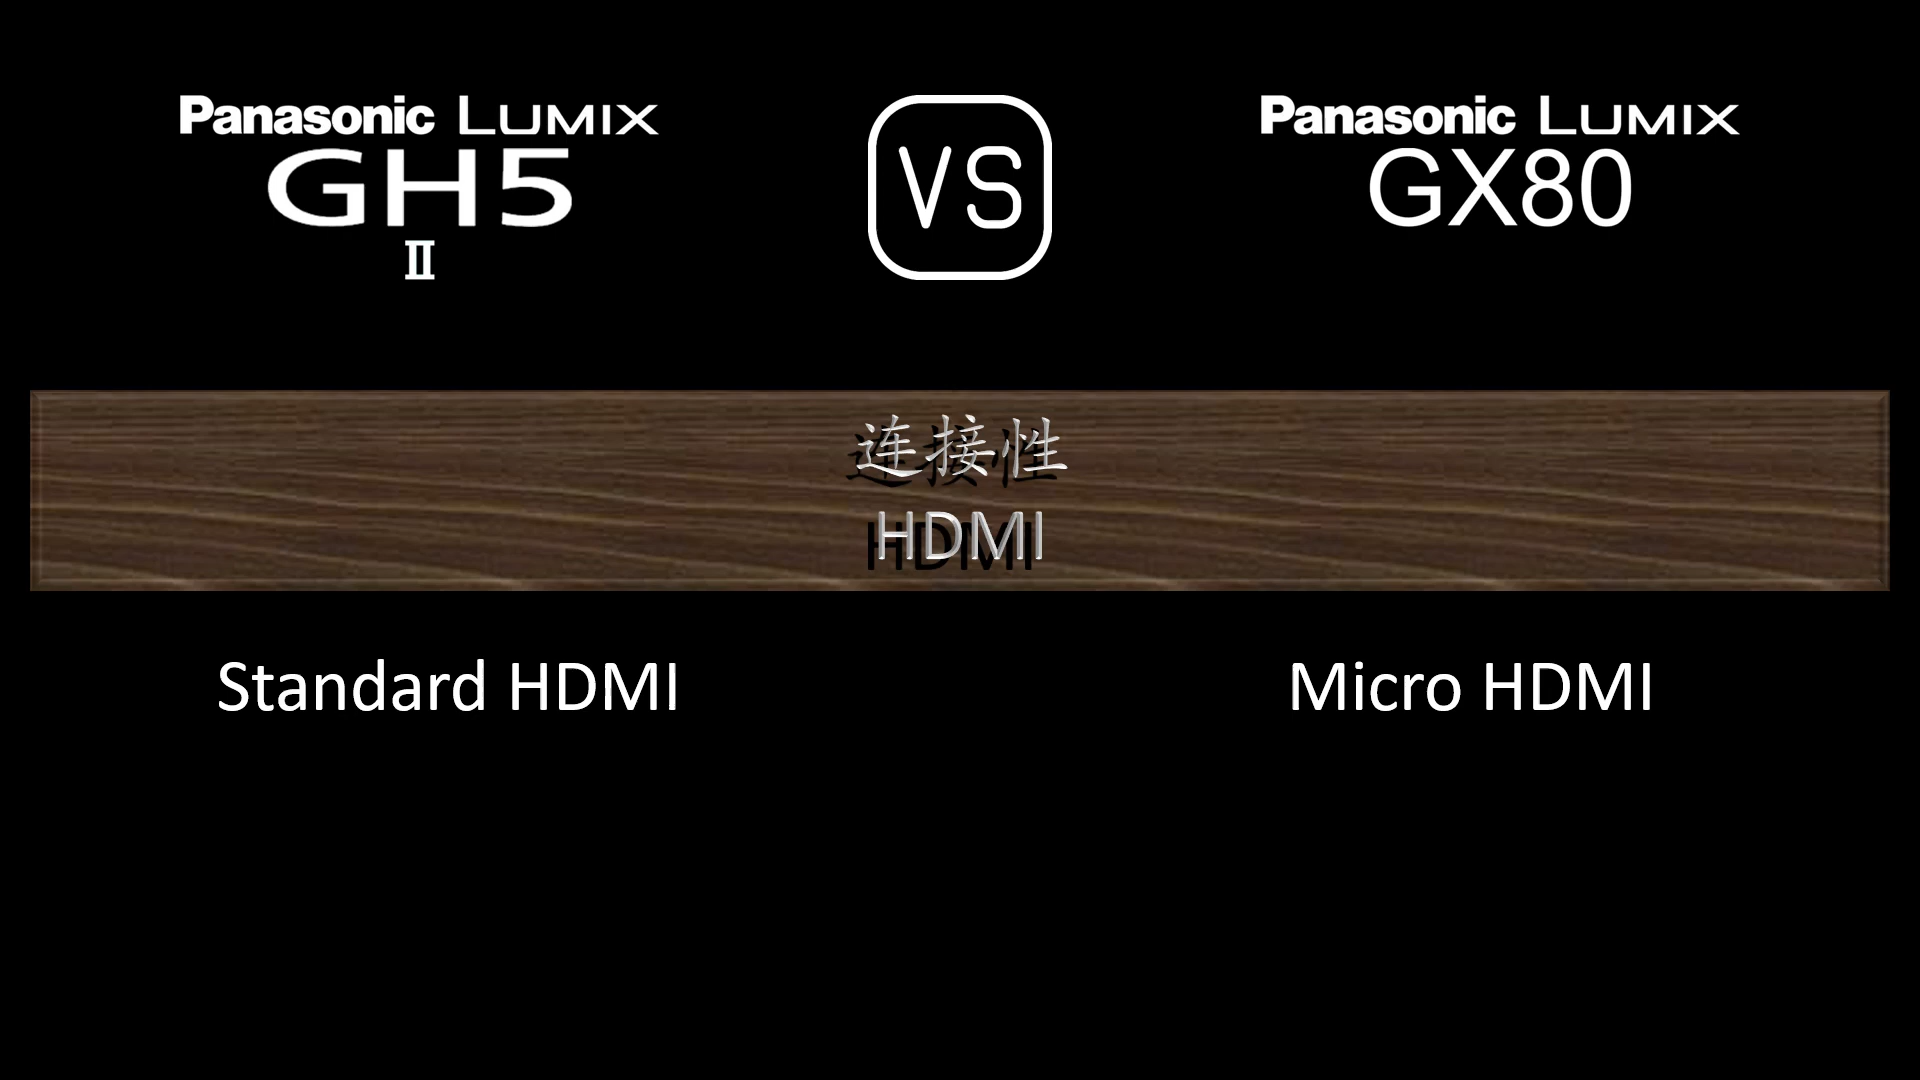 Panasonic LUMIX
GH5
II
VS
Panasonic LUMIX
GX80
连接性
HDMI
Standard HDMI
Micro HDMI